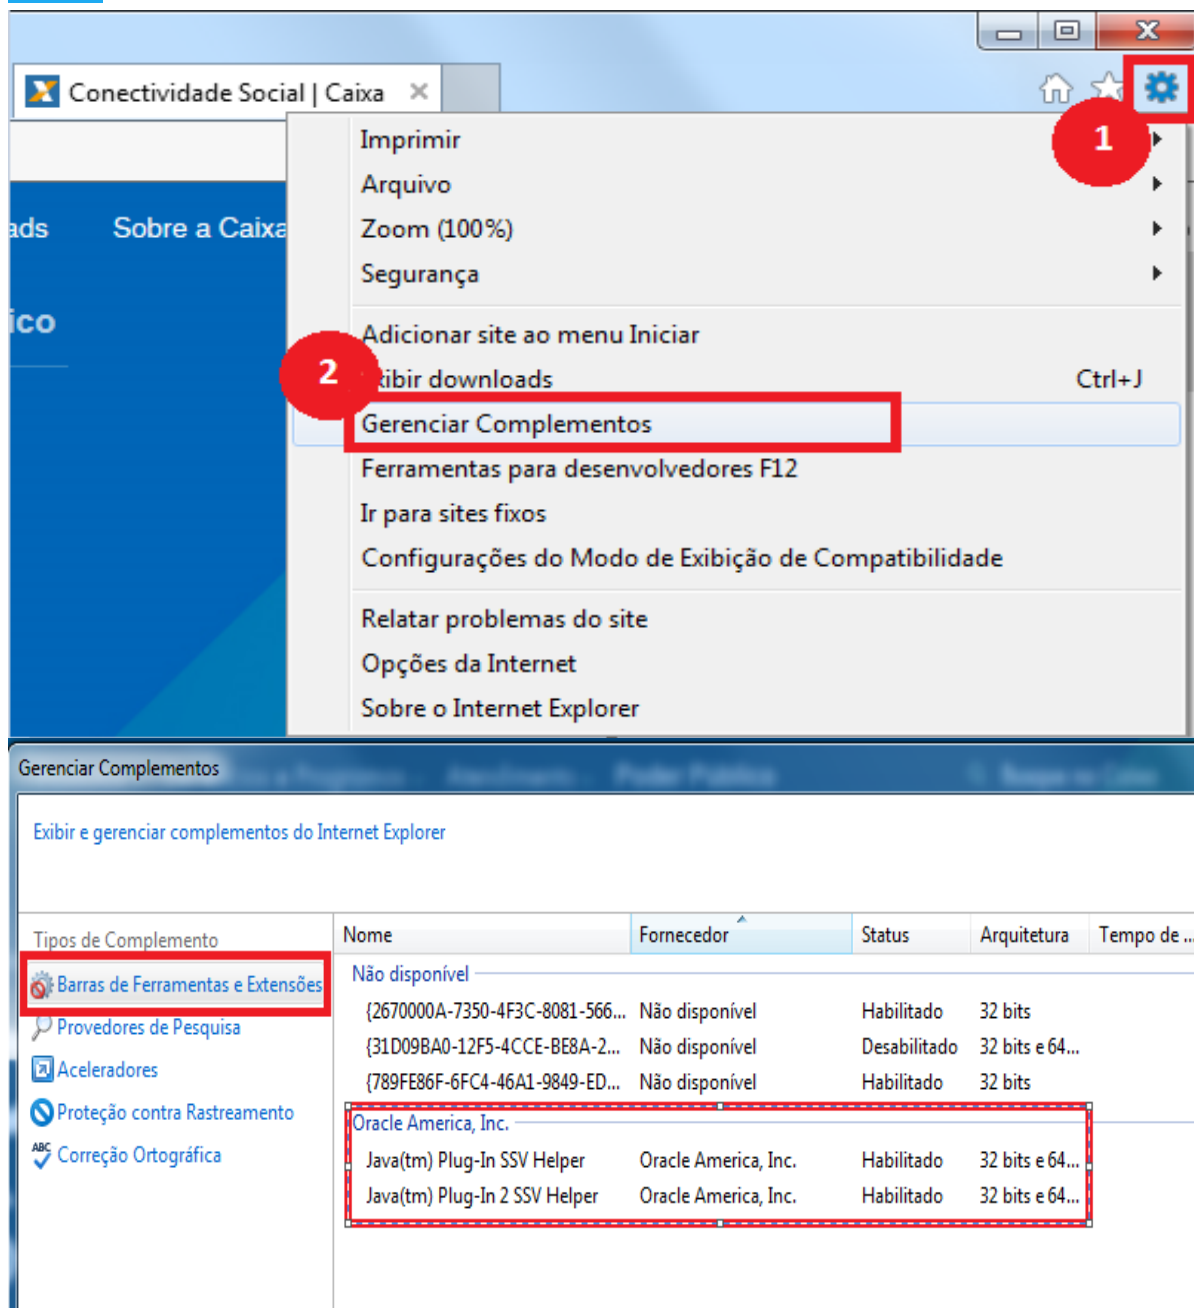 Conectividade Social | Caixa
1
Imprimir
Arquivo
ads Sobre a Caixa Zoom (100%)
Segurança
ico
Adicionar site ao menu Iniciar
2 xibir downloads Ctrl+J
Gerenciar Complementos
Ferramentas para desenvolvedores F12
Ir para sites fixos
Configurações do Modo de Exibição de Compatibilidade
Relatar problemas do site
Opções da Internet
Sobre o Internet Explorer
Gerenciar Complementos Poder Público
Exibir e gerenciar complementos do Internet Explorer
Tipos de Complemento
Barras de Ferramentas e Extensões
Provedores de Pesquisa
Aceleradores
Proteção contra Rastreamento
ABC Correção Ortográfica
Nome Fornecedor Status Arquitetura Tempo de ...
Não disponível
{2670000A-7350-4F3C-8081-566... Não disponível Habilitado 32 bits
{31D09BA0-12F5-4CCE-BE8A-2... Não disponível Desabilitado 32 bits e 64...
{789FE86F-6FC4-46A1-9849-ED... Não disponível Habilitado 32 bits
Oracle America, Inc.
Java(tm) Plug-In SSV Helper Oracle America, Inc. Habilitado 32 bits e 64...
Java(tm) Plug-In 2 SSV Helper Oracle America, Inc. Habilitado 32 bits e 64...